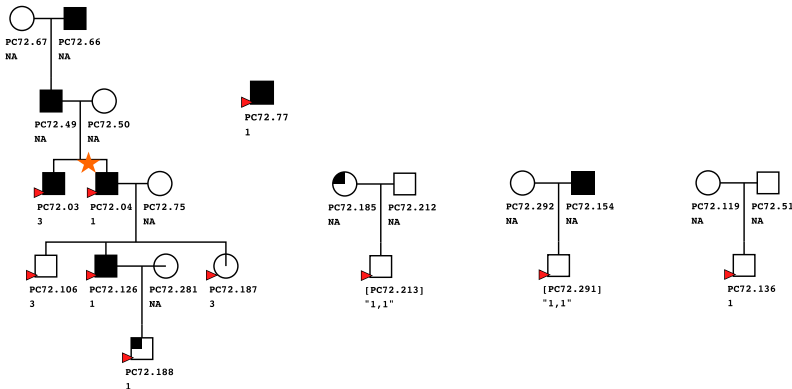 PC72.67 PC72.66
NA NA
PC72.49 PC72.50
NA NA
PC72.77
1
PC72.03 PC72.04 PC72.75
3 1 NA
PC72.185 PC72.212
NA NA
PC72.292 PC72.154
NA NA
PC72.119 PC72.51
NA NA
PC72.106 PC72.126 PC72.281 PC72.187
3 1 NA 3
[PC72.213]
"1,1"
[PC72.291]
"1,1"
PC72.136
1
PC72.188
1